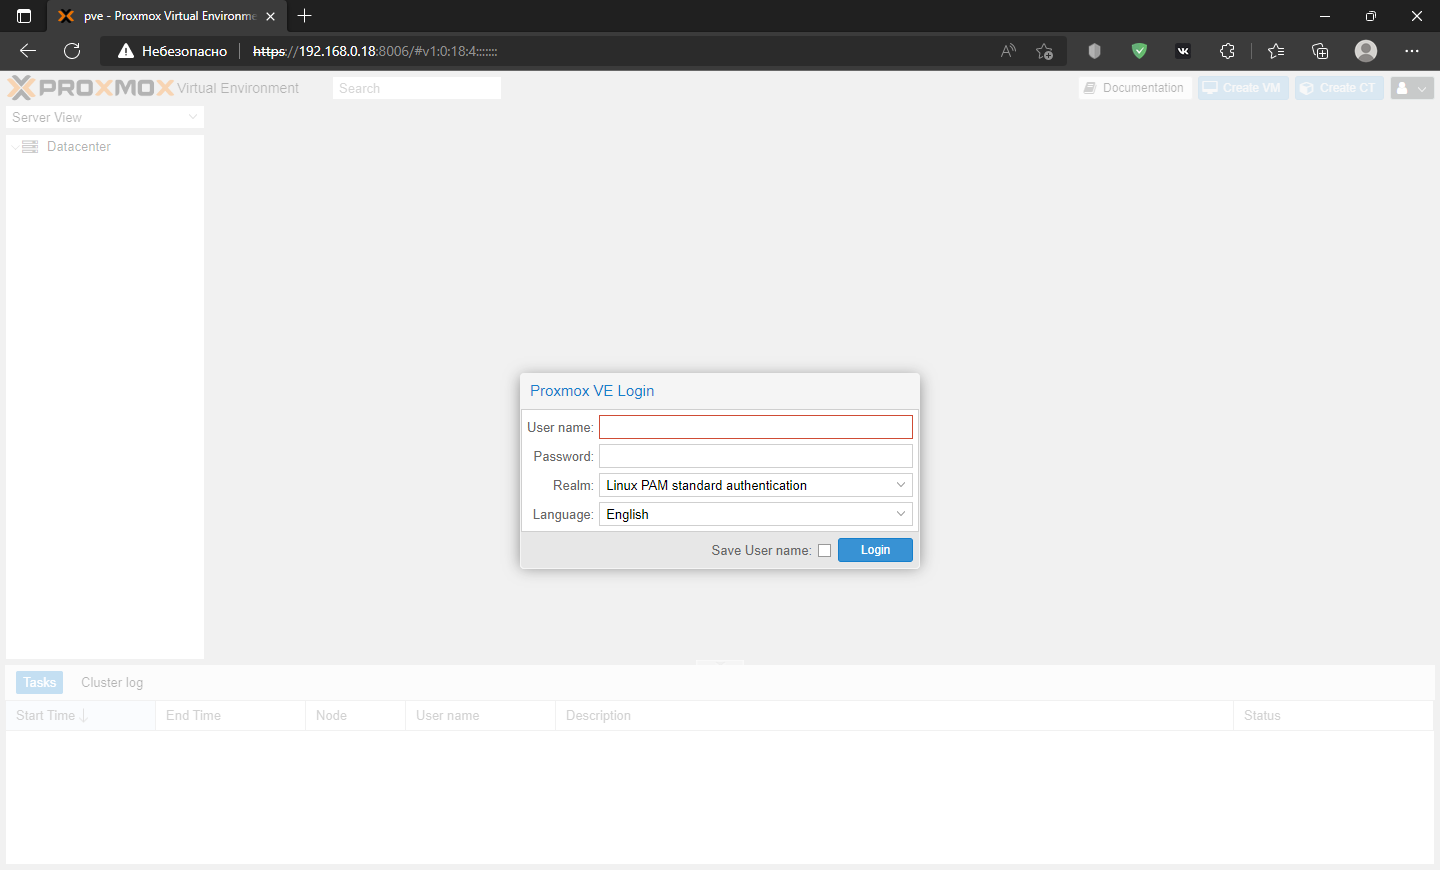 pve - Proxmox Virtual Environme
Небезопасно https://192.168.0.18:8006/#v1:0:18:4:::::::
PROXMOX Virtual Environment Search Documentation Create VM Create CT
Server View
Datacenter
Proxmox VE Login
User name:
Password:
Realm: Linux PAM standard authentication
Language: English
Save User name: Login
Tasks Cluster log
Start Time End Time Node User name Description Status